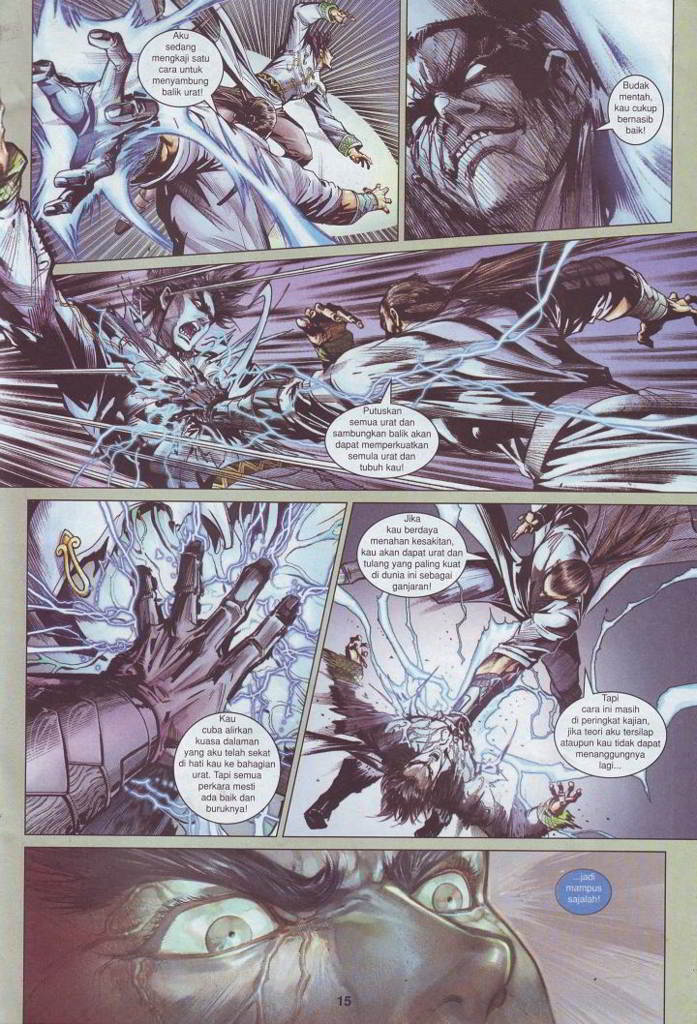 Aku
sedang
mengkaji satu
cara untuk
menyambung
balik urat!
Budak
mentah,
kau cukup
bernasib
baik!
Putuskan
semua urat dan
sambungkan balik akan
dapat memperkuatkan
semula urat dan
tubuh kau!
Kau
cuba alirkan
kuasa dalaman
yang aku telah sekat
di hati kau ke bahagian
urat. Tapi semua
perkara mesti
ada baik dan
buruknya!
Jika
kau berdaya
menahan kesakitan,
kau akan dapat urat dan
tulang yang paling kuat
di dunia ini sebagai
ganjaran!
Tapi
cara ini masih
di peringkat kajian,
jika teori aku tersilap
ataupun kau tidak dapat
menanggungnya
lagi...
...jadi
mampus
sajalah!
15